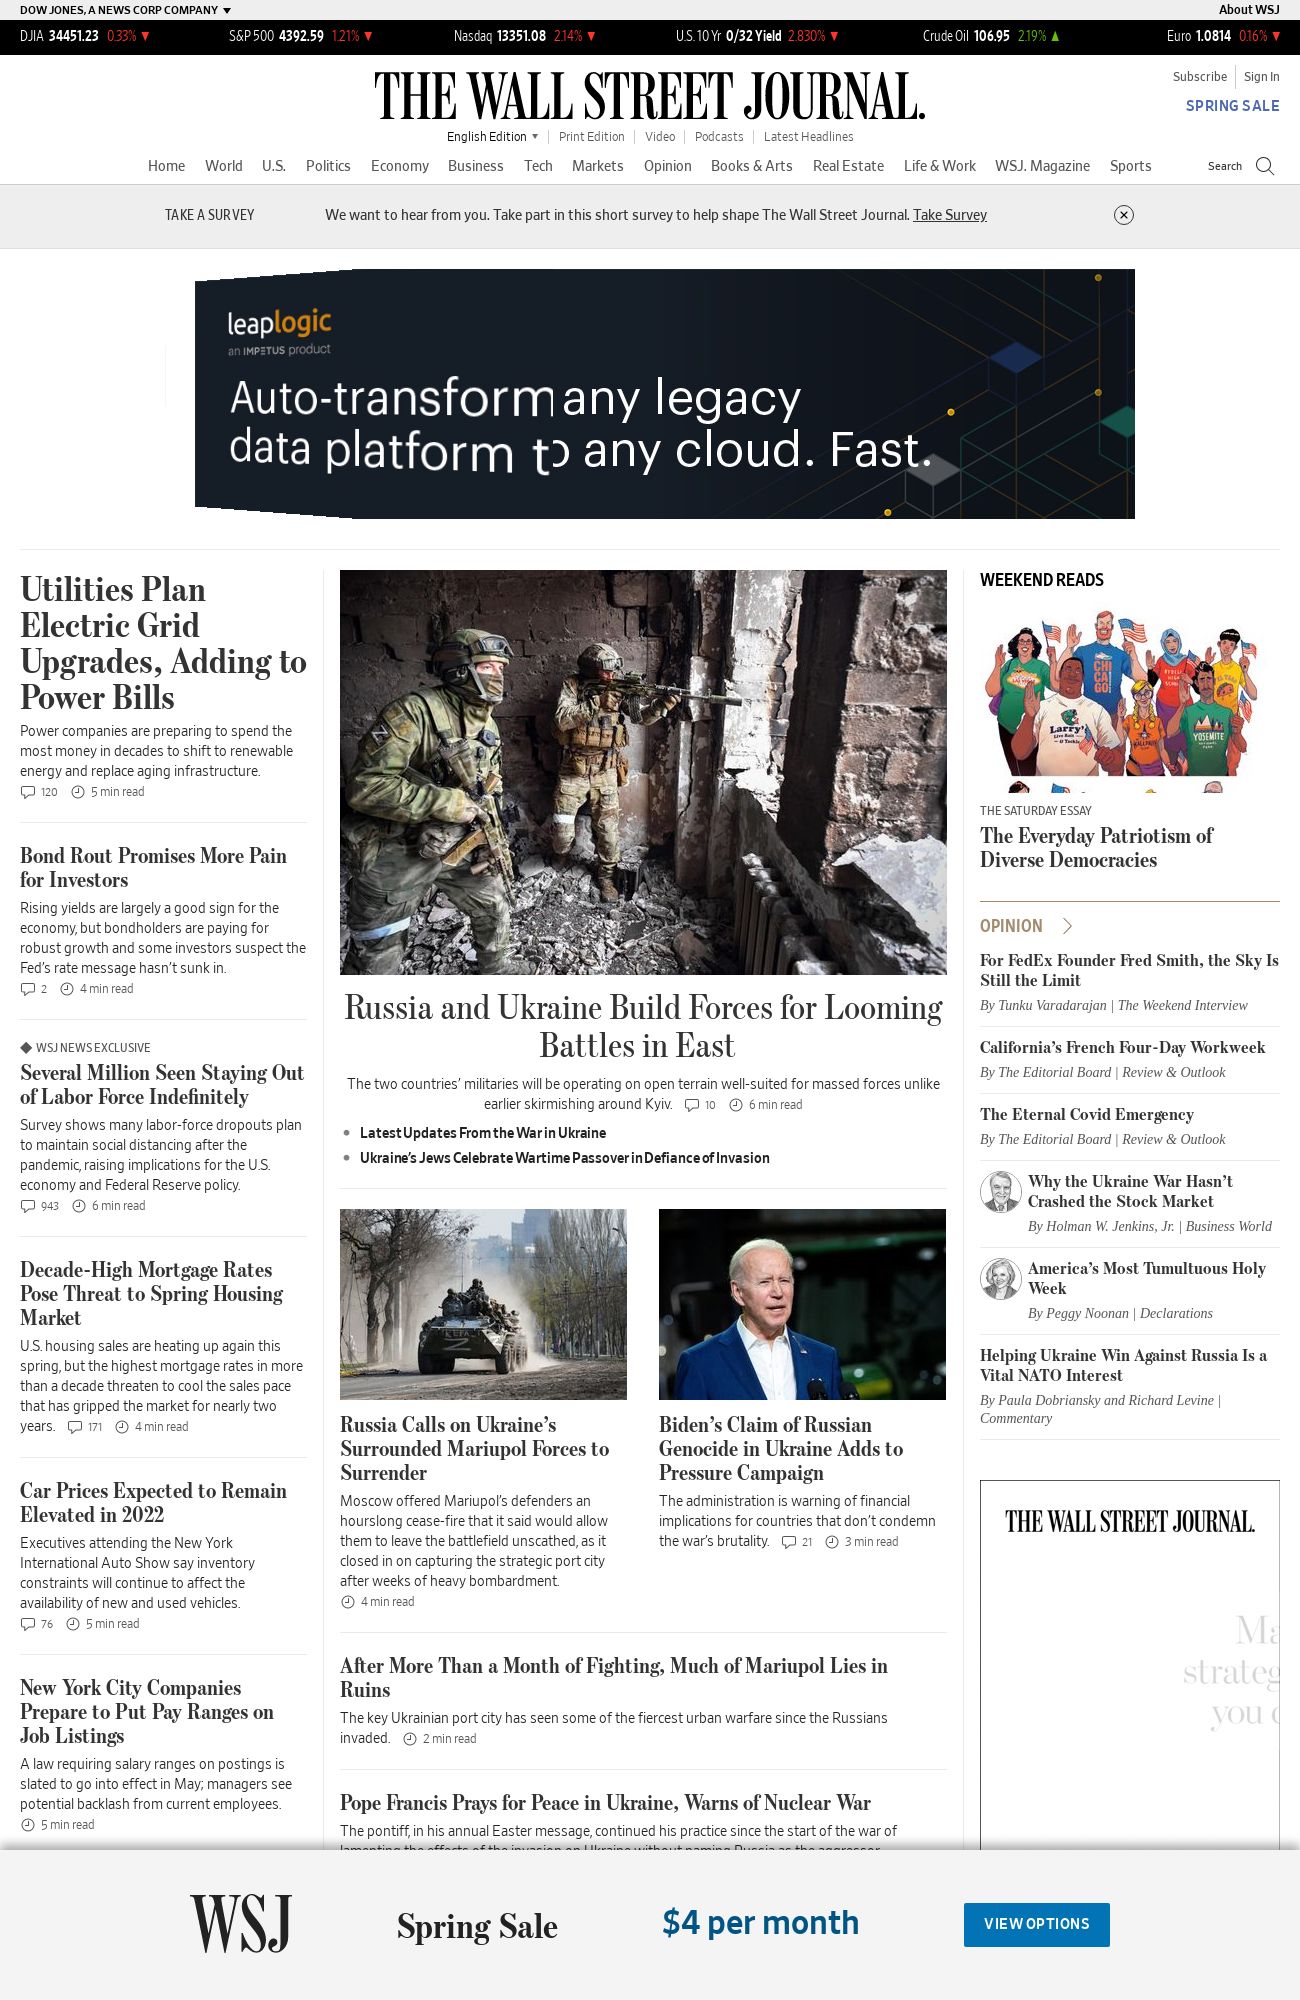 DOW JONES, A NEWS CORP COMPANY
About WSJ
DJIA 34451.23 0.33%
S&P 500 4392.59 1.21%
Nasdaq 13351.08 2.14%
U.S. 10 Yr 0/32 Yield 2.830%
Crude Oil 106.95 2.19%
Euro 1.0814 0.16%
THE WALL STREET JOURNAL.
Subscribe
Sign In
SPRING SALE
English Edition
Print Edition
Video
Podcasts
Latest Headlines
Home
World
U.S.
Politics
Economy
Business
Tech
Markets
Opinion
Books & Arts
Real Estate
Life & Work
WSJ. Magazine
Sports
Search
TAKE A SURVEY
We want to hear from you. Take part in this short survey to help shape The Wall Street Journal. Take Survey
leaplogic
an IMPETUS product
Auto-transform any legacy
data platform to any cloud. Fast.
Utilities Plan
Electric Grid
Upgrades, Adding to
Power Bills
Power companies are preparing to spend the
most money in decades to shift to renewable
energy and replace aging infrastructure.
120 5 min read
Bond Rout Promises More Pain
for Investors
Rising yields are largely a good sign for the
economy, but bondholders are paying for
robust growth and some investors suspect the
Fed's rate message hasn't sunk in.
2 4 min read
WSJ NEWS EXCLUSIVE
Several Million Seen Staying Out
of Labor Force Indefinitely
Survey shows many labor-force dropouts plan
to maintain social distancing after the
pandemic, raising implications for the U.S.
economy and Federal Reserve policy.
943 6 min read
Decade-High Mortgage Rates
Pose Threat to Spring Housing
Market
U.S. housing sales are heating up again this
spring, but the highest mortgage rates in more
than a decade threaten to cool the sales pace
that has gripped the market for nearly two
years. 171 4 min read
Car Prices Expected to Remain
Elevated in 2022
Executives attending the New York
International Auto Show say inventory
constraints will continue to affect the
availability of new and used vehicles.
76 5 min read
New York City Companies
Prepare to Put Pay Ranges on
Job Listings
A law requiring salary ranges on postings is
slated to go into effect in May; managers see
potential backlash from current employees.
5 min read
Russia and Ukraine Build Forces for Looming
Battles in East
The two countries' militaries will be operating on open terrain well-suited for massed forces unlike
earlier skirmishing around Kyiv. 10 6 min read
Latest Updates From the War in Ukraine
Ukraine's Jews Celebrate Wartime Passover in Defiance of Invasion
Russia Calls on Ukraine's
Surrounded Mariupol Forces to
Surrender
Moscow offered Mariupol's defenders an
hourslong cease-fire that it said would allow
them to leave the battlefield unscathed, as it
closed in on capturing the strategic port city
after weeks of heavy bombardment.
4 min read
Biden's Claim of Russian
Genocide in Ukraine Adds to
Pressure Campaign
The administration is warning of financial
implications for countries that don't condemn
the war's brutality. 21 3 min read
After More Than a Month of Fighting, Much of Mariupol Lies in
Ruins
The key Ukrainian port city has seen some of the fiercest urban warfare since the Russians
invaded. 2 min read
Pope Francis Prays for Peace in Ukraine, Warns of Nuclear War
The pontiff, in his annual Easter message, continued his practice since the start of the war of
lamenting the effects of the invasion on Ukraine without naming Russia as the aggressor.
WEEKEND READS
CHI
CAGO!
Larry's
YOSEMITE
THE SATURDAY ESSAY
The Everyday Patriotism of
Diverse Democracies
OPINION
For FedEx Founder Fred Smith, the Sky Is
Still the Limit
By Tunku Varadarajan | The Weekend Interview
California's French Four-Day Workweek
By The Editorial Board | Review & Outlook
The Eternal Covid Emergency
By The Editorial Board | Review & Outlook
Why the Ukraine War Hasn't
Crashed the Stock Market
By Holman W. Jenkins, Jr. | Business World
America's Most Tumultuous Holy
Week
By Peggy Noonan | Declarations
Helping Ukraine Win Against Russia Is a
Vital NATO Interest
By Paula Dobriansky and Richard Levine |
Commentary
THE WALL STREET JOURNAL.
Ma
strateg
you c
WSJ
Spring Sale
$4 per month
VIEW OPTIONS